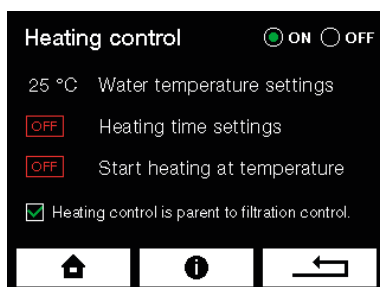 Heating control ON OFF
25 °C Water temperature settings
OFF Heating time settings
OFF Start heating at temperature
Heating control is parent to filtration control.